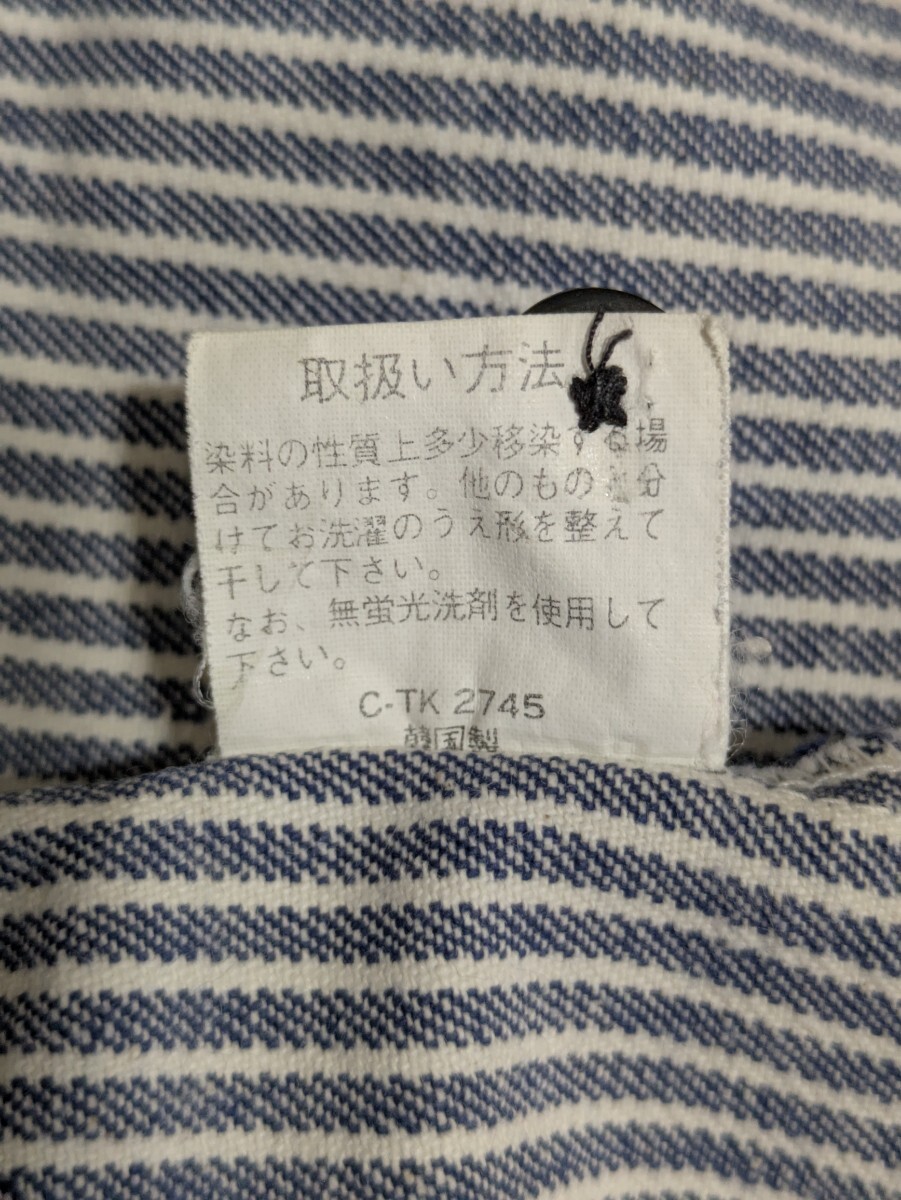 取扱い方法
染料の性質上多少移染する場
合があります。他のものと分
けてお洗濯のうえ形を整えて
干して下さい。
なお、無蛍光洗剤を使用して
下さい。
C-TK 2745
韓国製